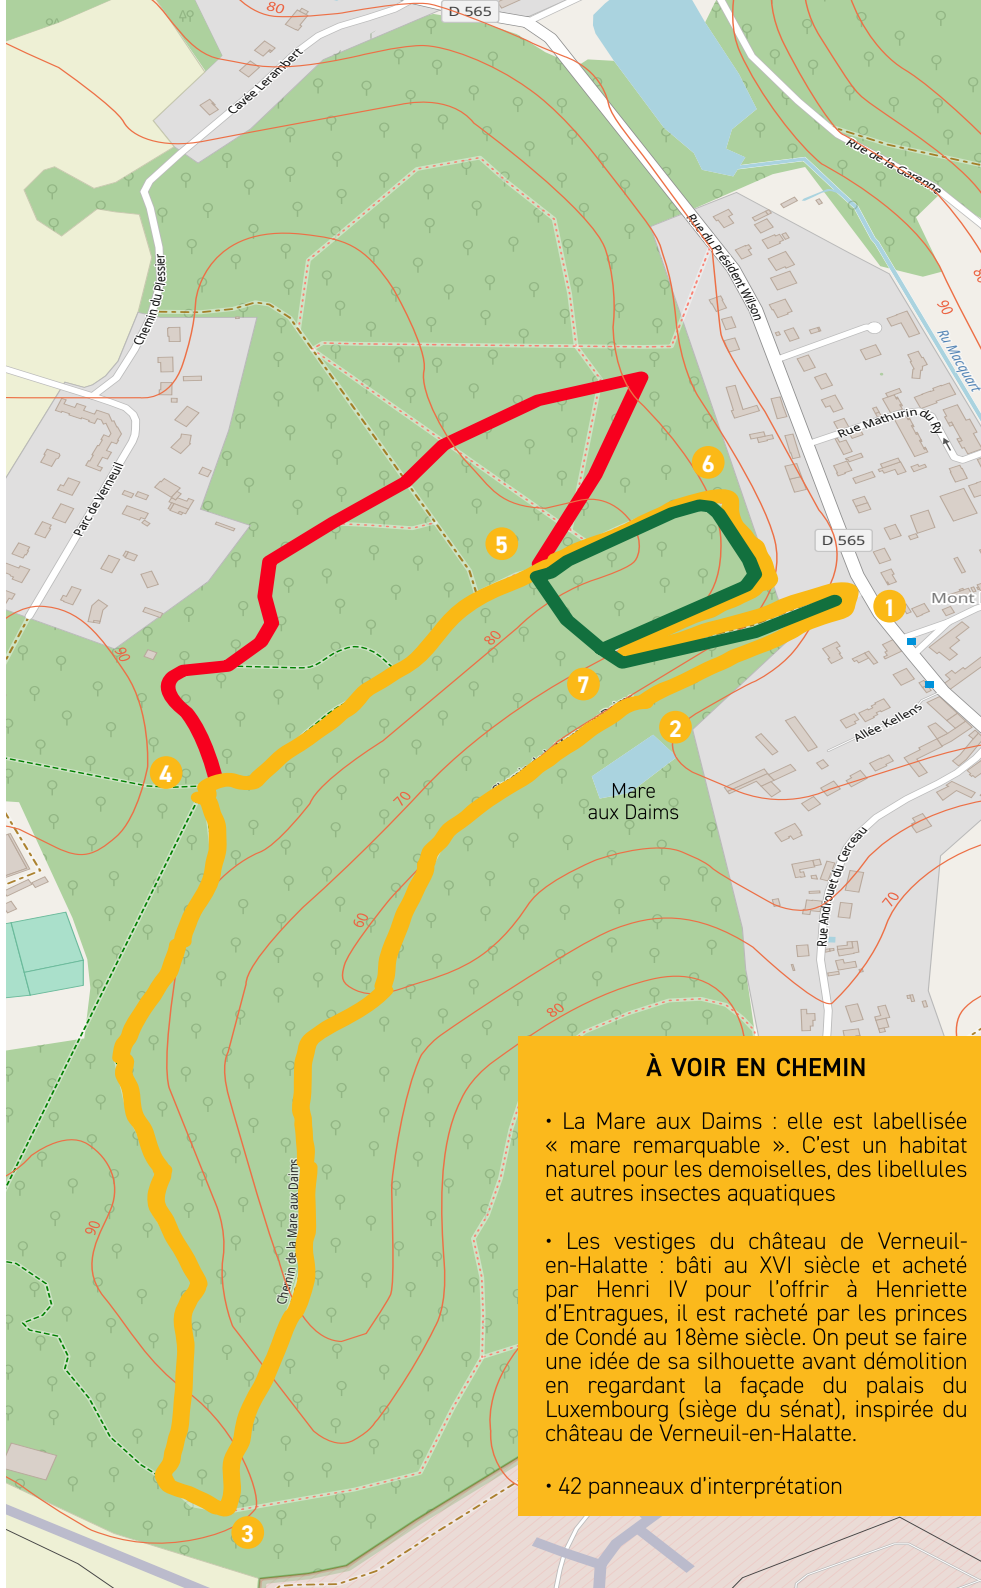 80
D 565
Cavée Lerambert
Rue de la Garenne
Rue du Président Wilson
Chemin du Plessier
80
90
Ru Macquart
Rue Mathurin du Ry
Parc de Verneuil
6
D 565
5
1
Mont
80
90
7
2
Allée Kellens
4
70
Mare
aux Daims
Rue Androuet du Cerceau
70
60
80
Chemin de la Mare aux Daims
90
3
À VOIR EN CHEMIN
• La Mare aux Daims : elle est labellisée
« mare remarquable ». C’est un habitat
naturel pour les demoiselles, des libellules
et autres insectes aquatiques
• Les vestiges du château de Verneuil-
en-Halatte : bâti au XVI siècle et acheté
par Henri IV pour l’offrir à Henriette
d’Entragues, il est racheté par les princes
de Condé au 18ème siècle. On peut se faire
une idée de sa silhouette avant démolition
en regardant la façade du palais du
Luxembourg (siège du sénat), inspirée du
château de Verneuil-en-Halatte.
• 42 panneaux d’interprétation